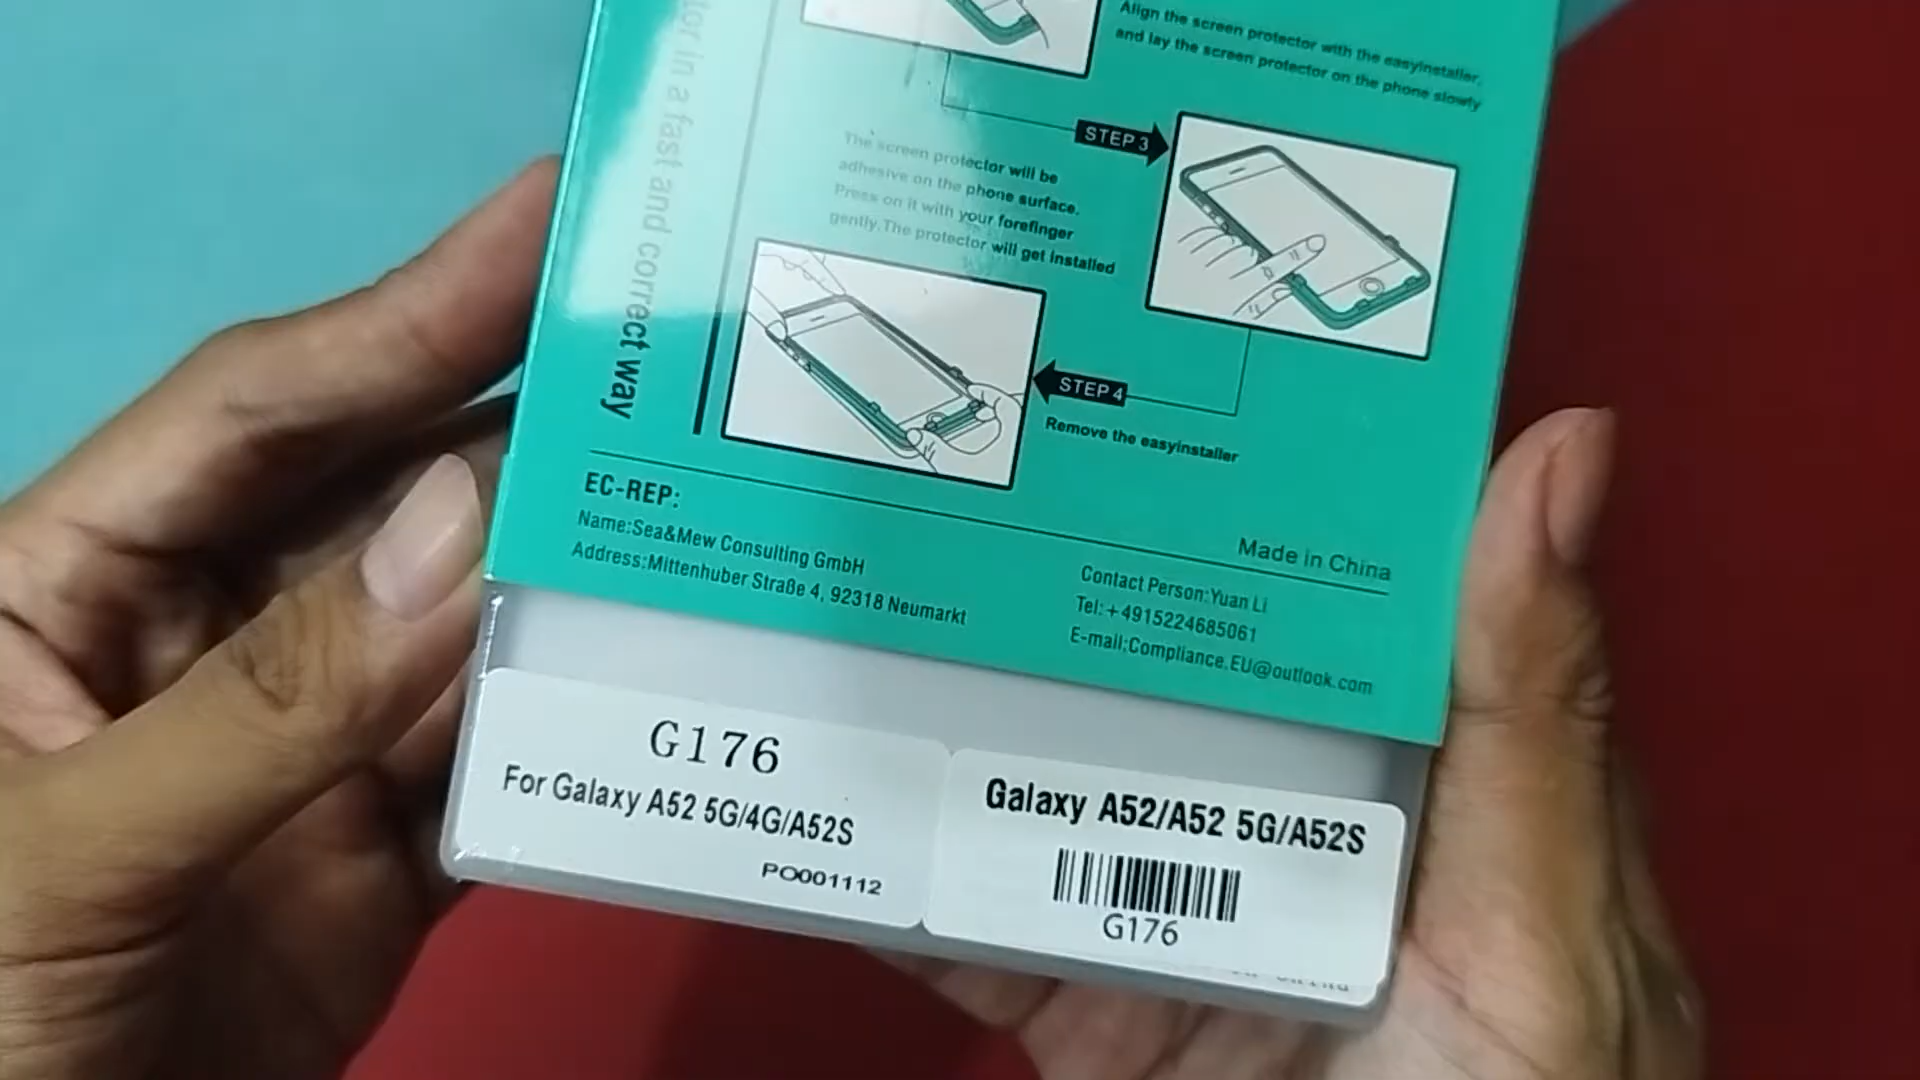 Align the screen protector with the easyinstaller,
and lay the screen protector on the phone slowly
STEP 3
The screen protector will be
adhesive on the phone surface.
Press on it with your forefinger
gently.The protector will get installed
STEP 4
Remove the easyinstaller
in a fast and correct way
EC-REP:
Name:Sea&Mew Consulting GmbH
Address:Mittenhuber Straße 4, 92318 Neumarkt
Made in China
Contact Person:Yuan Li
Tel:+4915224685061
E-mail:Compliance.EU@outlook.com
G176
For Galaxy A52 5G/4G/A52S
PO001112
Galaxy A52/A52 5G/A52S
G176